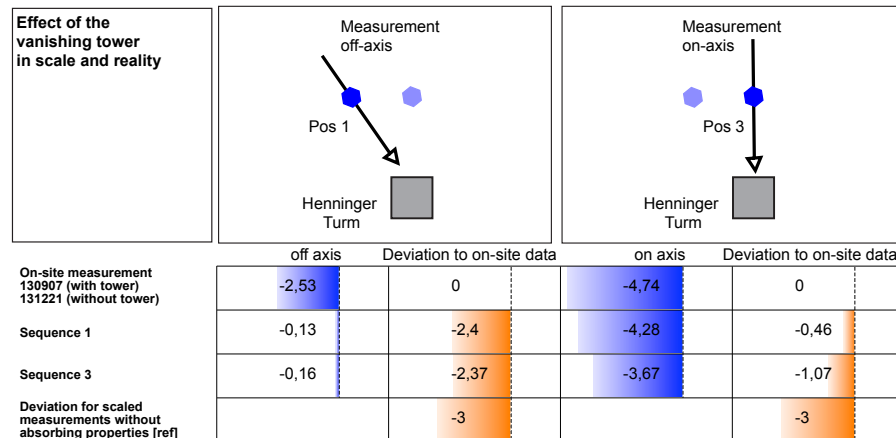 Effect of the
vanishing tower
in scale and reality
Measurement
off-axis
Pos 1
Henninger
Turm
Measurement
on-axis
Pos 3
Henninger
Turm
off axis
Deviation to on-site data
on axis
Deviation to on-site data
On-site measurement
130907 (with tower)
131221 (without tower)
-2,53
0
-4,74
0
Sequence 1
-0,13
-2,4
-4,28
-0,46
Sequence 3
-0,16
-2,37
-3,67
-1,07
Deviation for scaled
measurements without
absorbing properties [ref]
-3
-3